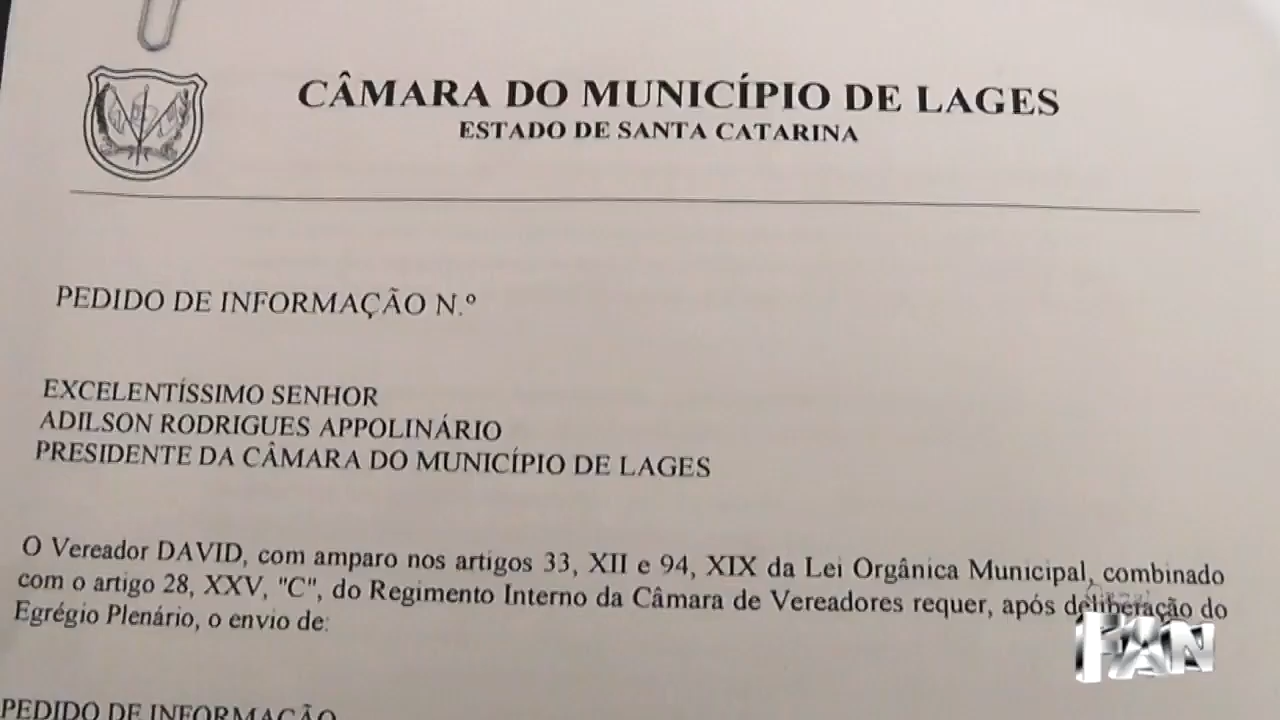 CÂMARA DO MUNICÍPIO DE LAGES
ESTADO DE SANTA CATARINA
PEDIDO DE INFORMAÇÃO N.º
EXCELENTÍSSIMO SENHOR
ADILSON RODRIGUES APPOLINÁRIO
PRESIDENTE DA CÂMARA DO MUNICÍPIO DE LAGES
O Vereador DAVID, com amparo nos artigos 33, XII e 94, XIX da Lei Orgânica Municipal, combinado
com o artigo 28, XXV, "C", do Regimento Interno da Câmara de Vereadores requer, após deliberação do
Egrégio Plenário, o envio de:
FAN
PEDIDO DE INFORMAÇÃO